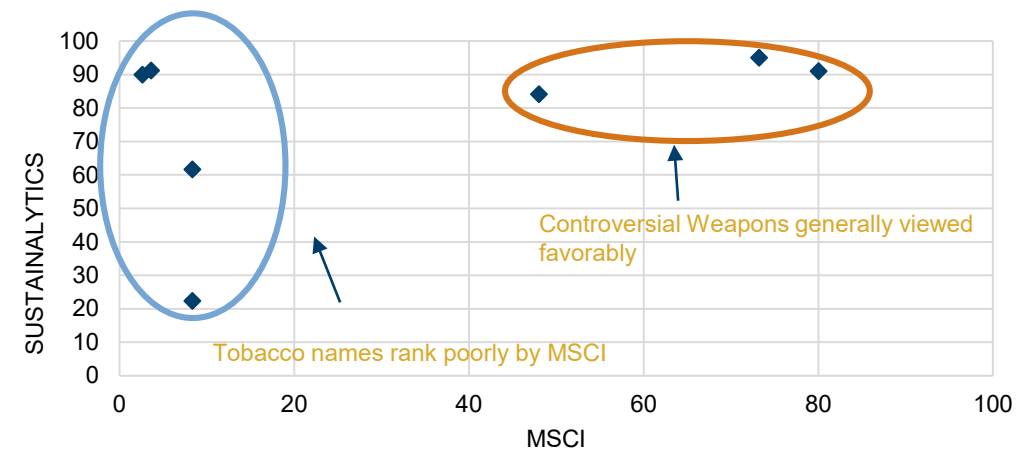 100
90
80
70
60
50
40
30
20
10
0
SUSTAINALYTICS
Controversial Weapons generally viewed
favorably
Tobacco names rank poorly by MSCI
0 20 40 60 80 100
MSCI